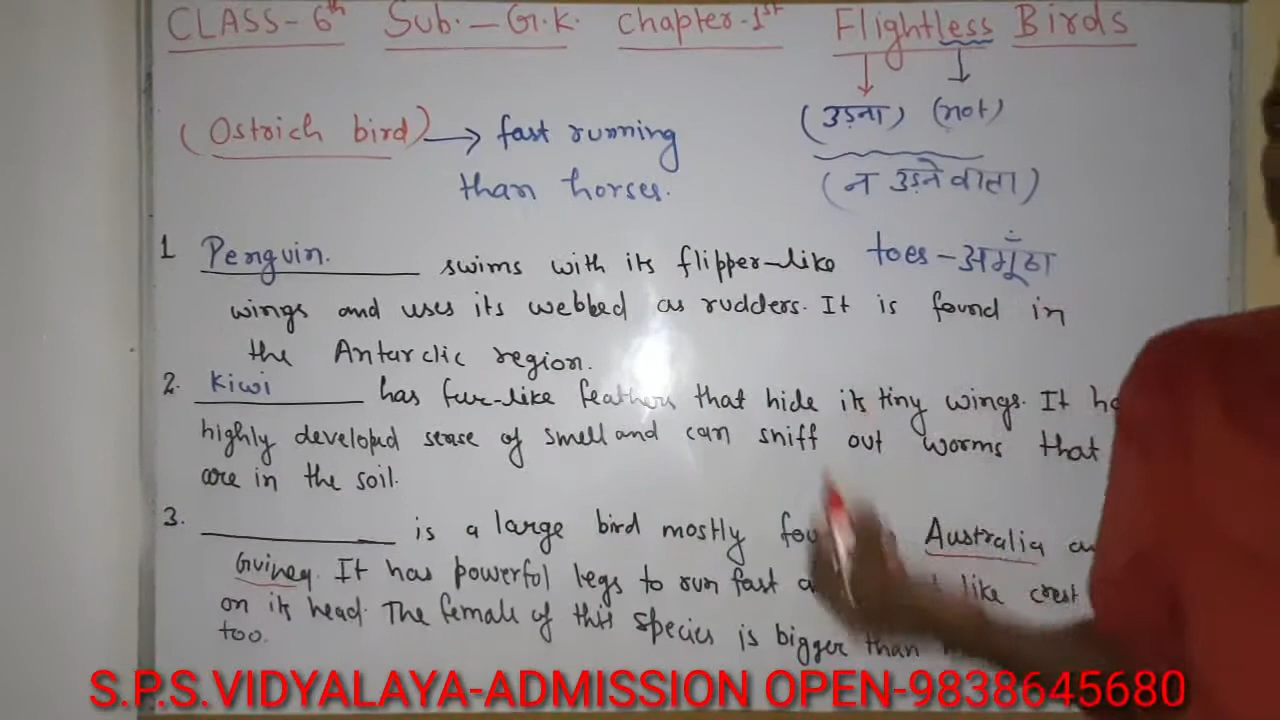 CLASS-6th Sub.-G.K. Chapter-1st Flightless Birds
(उड़ना) (not)
(Ostrich bird) → fast running
than horses.
(न उड़ने वाला)
1 Penguin. swims with its flipper-like toes-अगूँठा
wings and uses its webbed as rudders. It is found in
the Antarctic region.
2. Kiwi has fur-like feathers that hide its tiny wings. It
highly developed sense of smell and can sniff out worms that
are in the soil.
3. is a large bird mostly Australia
Guinea. It has powerful legs to run fast like crest
on its head. The female of this species is bigger than
too.
S.P.S.VIDYALAYA-ADMISSION OPEN-9838645680